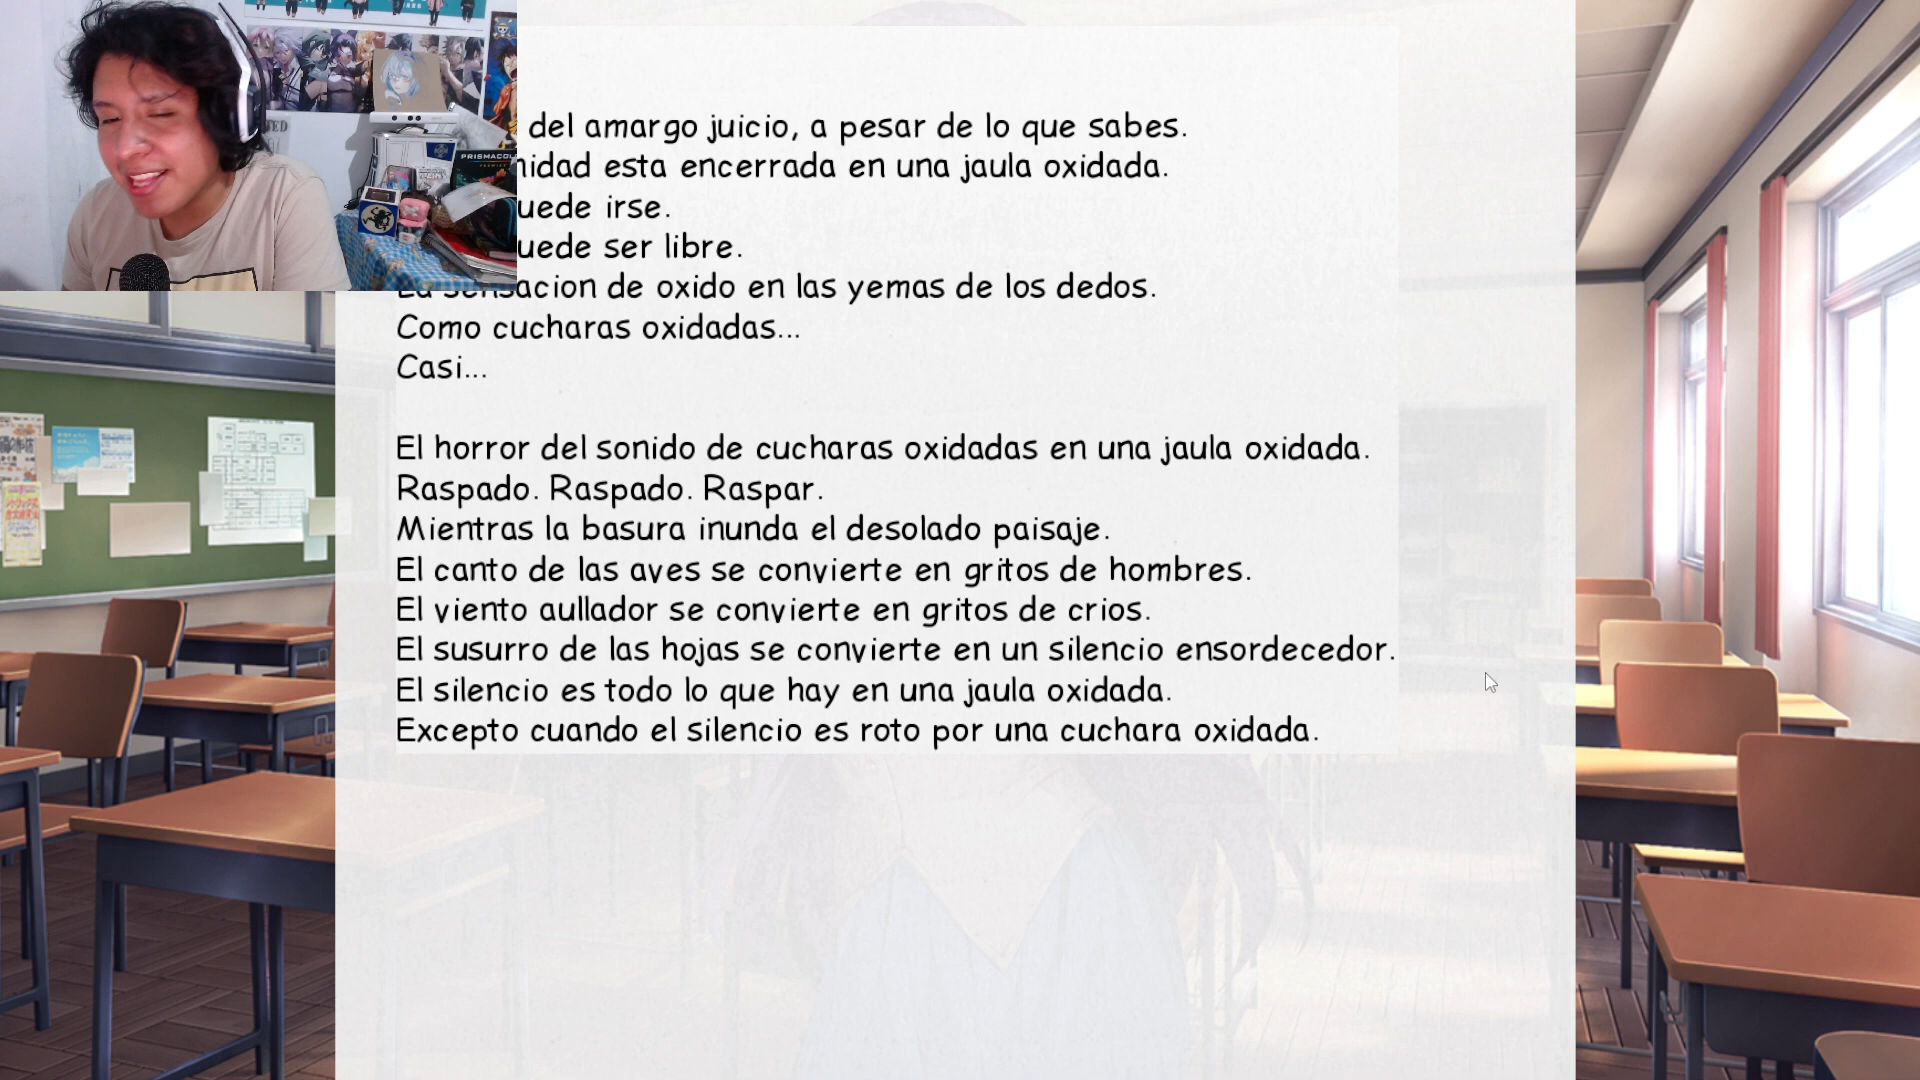 PRISMACOL
del amargo juicio, a pesar de lo que sabes.
esta encerrada en una jaula oxidada.
irse.
ser libre.
de oxido en las yemas de los dedos.
Como cucharas oxidadas...
Casi...
El horror del sonido de cucharas oxidadas en una jaula oxidada.
Raspado. Raspado. Raspar.
Mientras la basura inunda el desolado paisaje.
El canto de las aves se convierte en gritos de hombres.
El viento aullador se convierte en gritos de crios.
El susurro de las hojas se convierte en un silencio ensordecedor.
El silencio es todo lo que hay en una jaula oxidada.
Excepto cuando el silencio es roto por una cuchara oxidada.